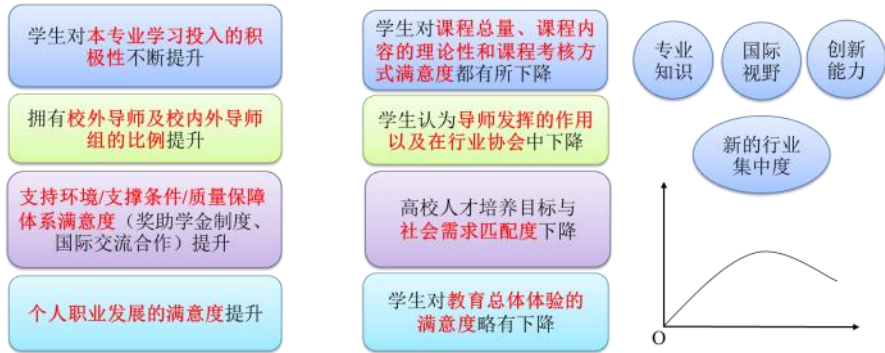 学生对本专业学习投入的积
极性不断提升
拥有校外导师及校内外导师
组的比例提升
支持环境/支撑条件/质量保障
体系满意度（奖助学金制度、
国际交流合作）提升
个人职业发展的满意度提升
学生对课程总量、课程内
容的理论性和课程考核方
式满意度都有所下降
学生认为导师发挥的作用
以及在行业协会中下降
高校人才培养目标与
社会需求匹配度下降
学生对教育总体体验的
满意度略有下降
专业
知识
国际
视野
创新
能力
新的行业
集中度
O